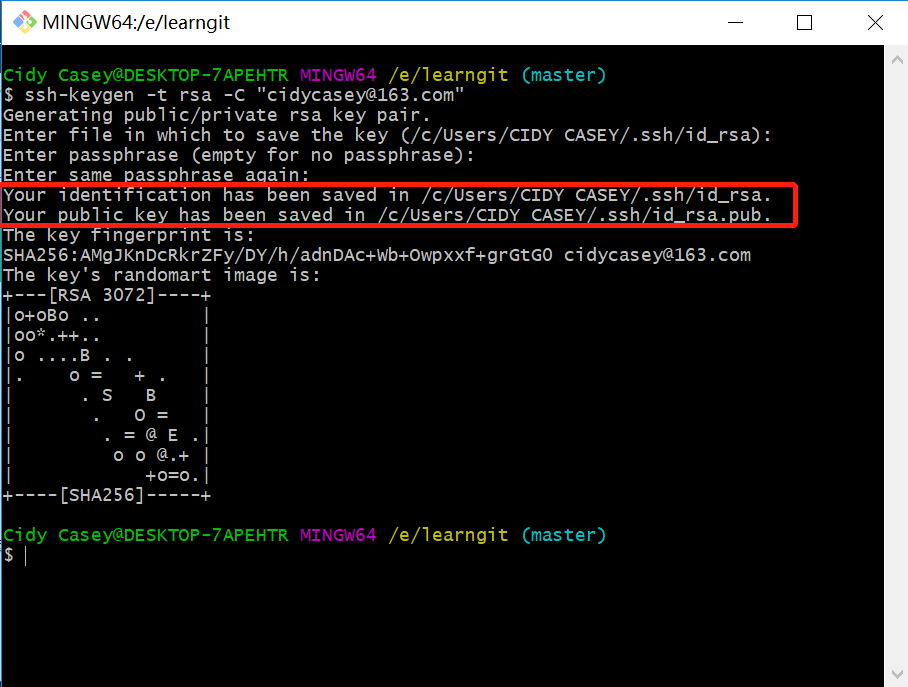 MINGW64:/e/learngit
Cidy Casey@DESKTOP-7APEHTR MINGW64 /e/learngit (master)
$ ssh-keygen -t rsa -C "cidycasey@163.com"
Generating public/private rsa key pair.
Enter file in which to save the key (/c/Users/CIDY CASEY/.ssh/id_rsa):
Enter passphrase (empty for no passphrase):
Enter same passphrase again:
Your identification has been saved in /c/Users/CIDY CASEY/.ssh/id_rsa.
Your public key has been saved in /c/Users/CIDY CASEY/.ssh/id_rsa.pub.
The key fingerprint is:
SHA256:AMgJKnDcRkrZFy/DY/h/adnDAc+Wb+Owpxxf+grGtG0 cidycasey@163.com
The key's randomart image is:
+---[RSA 3072]----+
|o+oBo ..         |
|oo*.++..         |
|o ....B . .      |
|.    o =   + .   |
|      . S   B    |
|       .   O =   |
|        . = @ E .|
|         o o @.+ |
|            +o=o.|
+----[SHA256]-----+
Cidy Casey@DESKTOP-7APEHTR MINGW64 /e/learngit (master)
$